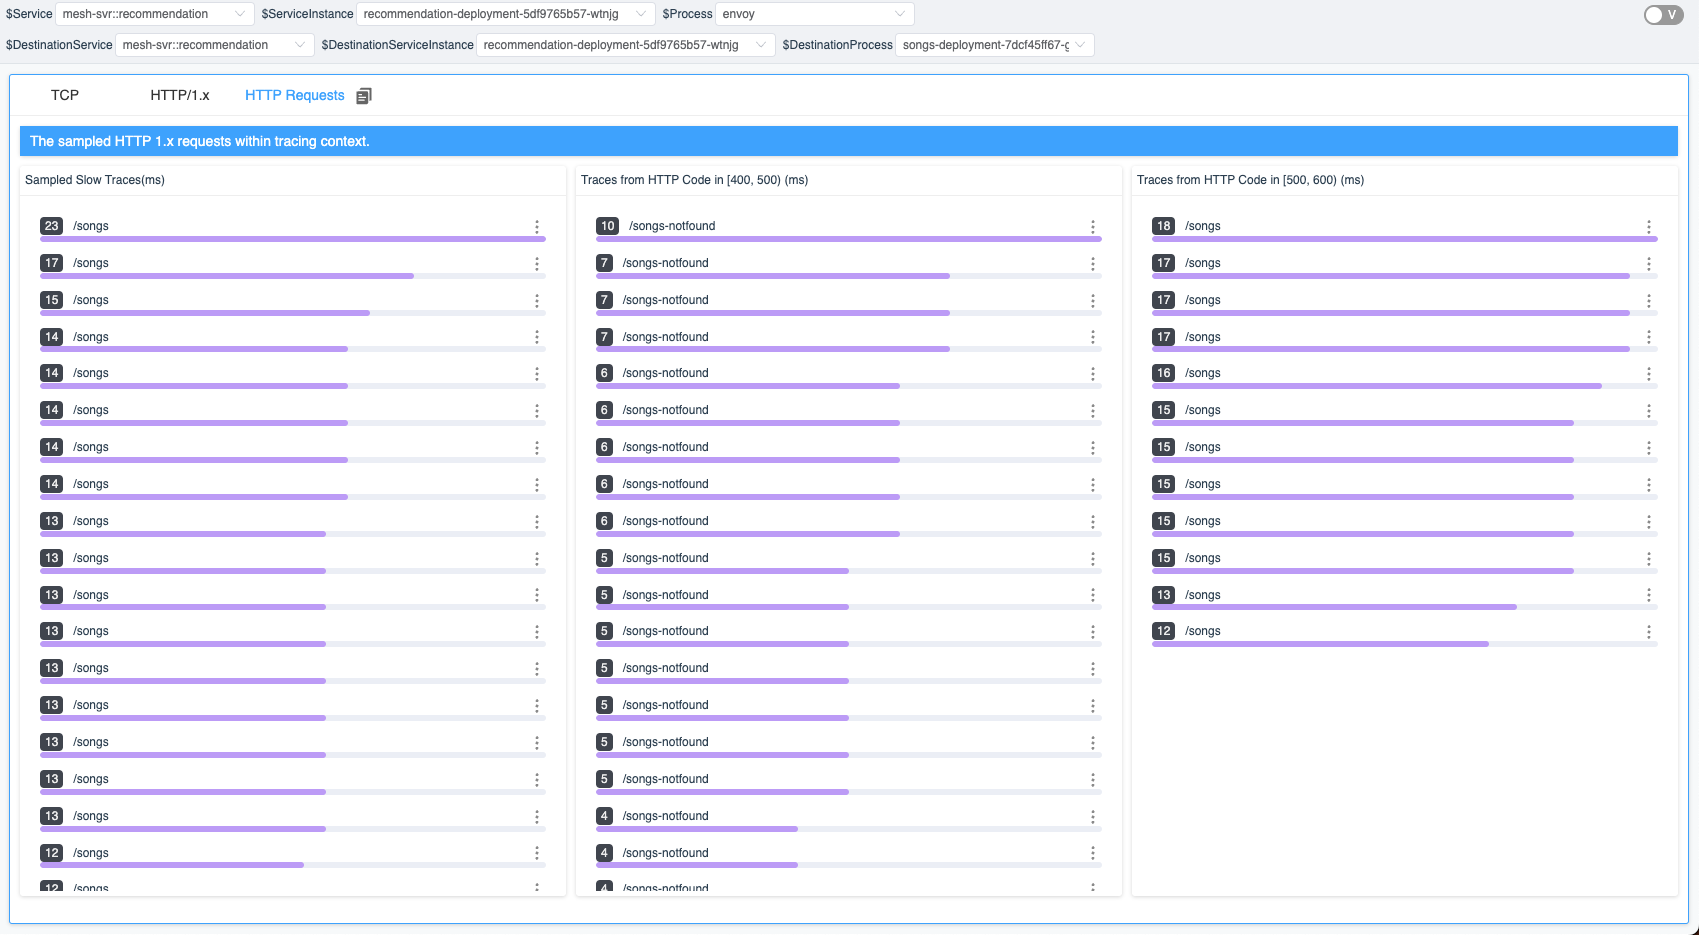 $Service mesh-svr::recommendation $ServiceInstance recommendation-deployment-5df9765b57-wtnjg $Process envoy V
$DestinationService mesh-svr::recommendation $DestinationServiceInstance recommendation-deployment-5df9765b57-wtnjg $DestinationProcess songs-deployment-7dcf45ff67-
TCP HTTP/1.x HTTP Requests
The sampled HTTP 1.x requests within tracing context.
Sampled Slow Traces(ms)
23 /songs
17 /songs
15 /songs
14 /songs
14 /songs
14 /songs
14 /songs
14 /songs
13 /songs
13 /songs
13 /songs
13 /songs
13 /songs
13 /songs
13 /songs
13 /songs
13 /songs
12 /songs
12 /songs
Traces from HTTP Code in [400, 500) (ms)
10 /songs-notfound
7 /songs-notfound
7 /songs-notfound
7 /songs-notfound
6 /songs-notfound
6 /songs-notfound
6 /songs-notfound
6 /songs-notfound
6 /songs-notfound
5 /songs-notfound
5 /songs-notfound
5 /songs-notfound
5 /songs-notfound
5 /songs-notfound
5 /songs-notfound
5 /songs-notfound
4 /songs-notfound
4 /songs-notfound
4 /songs-notfound
Traces from HTTP Code in [500, 600) (ms)
18 /songs
17 /songs
17 /songs
17 /songs
16 /songs
15 /songs
15 /songs
15 /songs
15 /songs
15 /songs
13 /songs
12 /songs